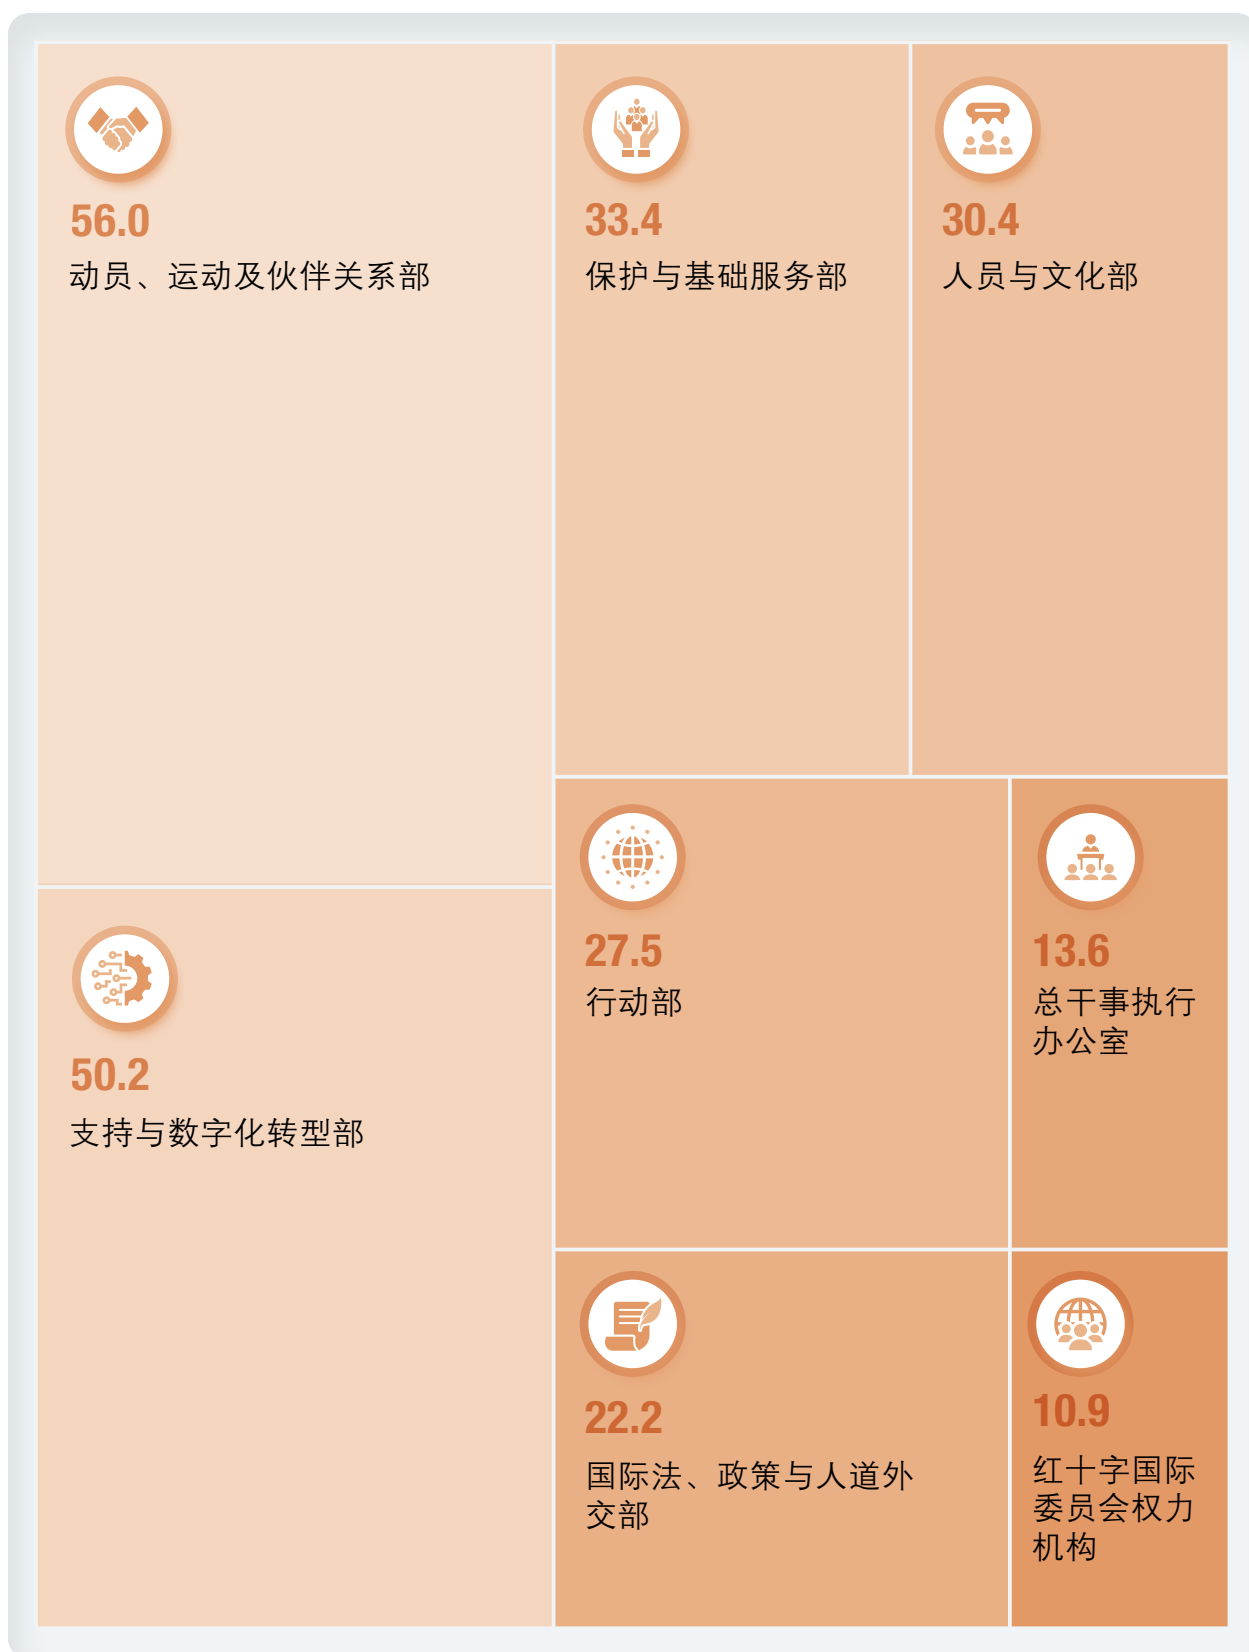 56.0
动员、运动及伙伴关系部
33.4
保护与基础服务部
30.4
人员与文化部
50.2
支持与数字化转型部
27.5
行动部
13.6
总干事执行
办公室
22.2
国际法、政策与人道外
交部
10.9
红十字国际
委员会权力
机构